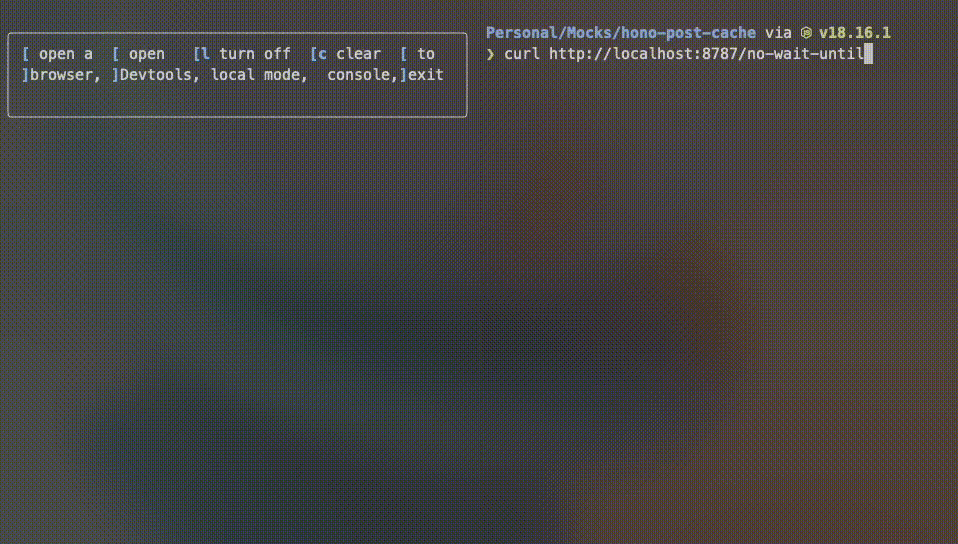 [ open a [ open [l turn off [c clear [ to
]browser, ]Devtools, local mode, console,]exit
Personal/Mocks/hono-post-cache via v18.16.1
❯ curl http://localhost:8787/no-wait-until